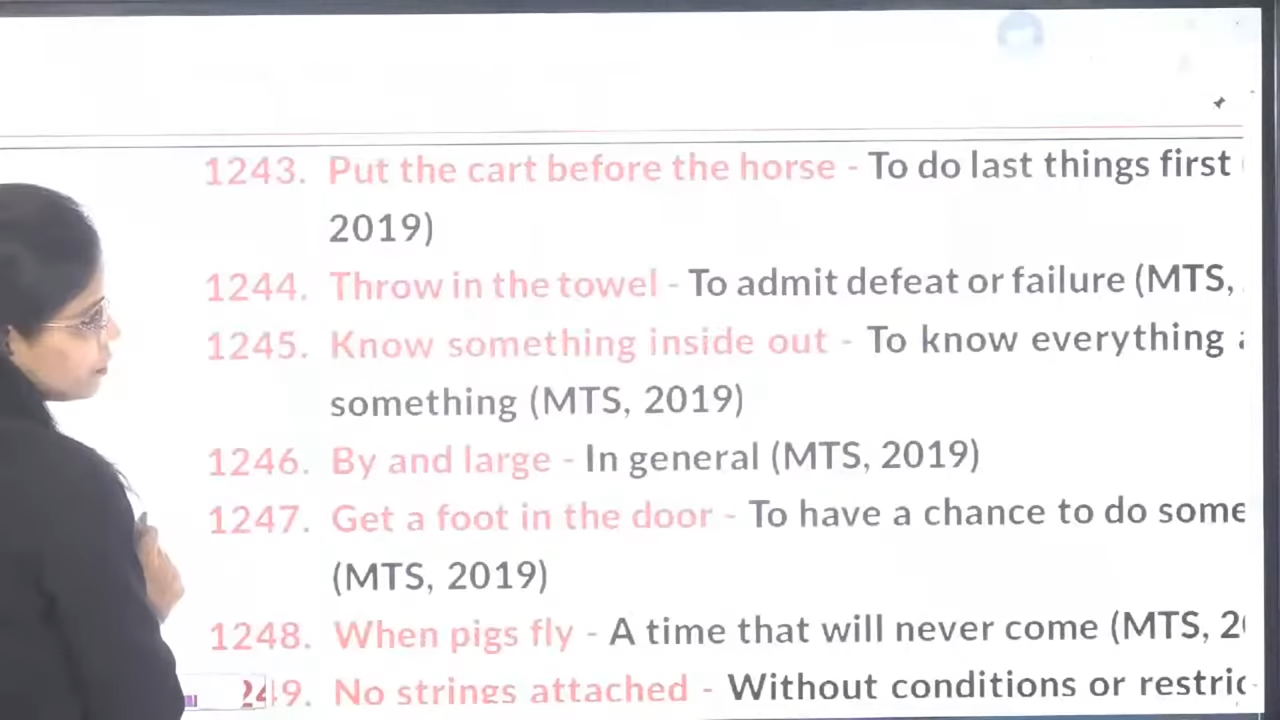 1243. Put the cart before the horse - To do last things first
2019)
1244. Throw in the towel - To admit defeat or failure (MTS,
1245. Know something inside out - To know everything
something (MTS, 2019)
1246. By and large - In general (MTS, 2019)
1247. Get a foot in the door - To have a chance to do some
(MTS, 2019)
1248. When pigs fly - A time that will never come (MTS, 2
49. No strings attached - Without conditions or restric